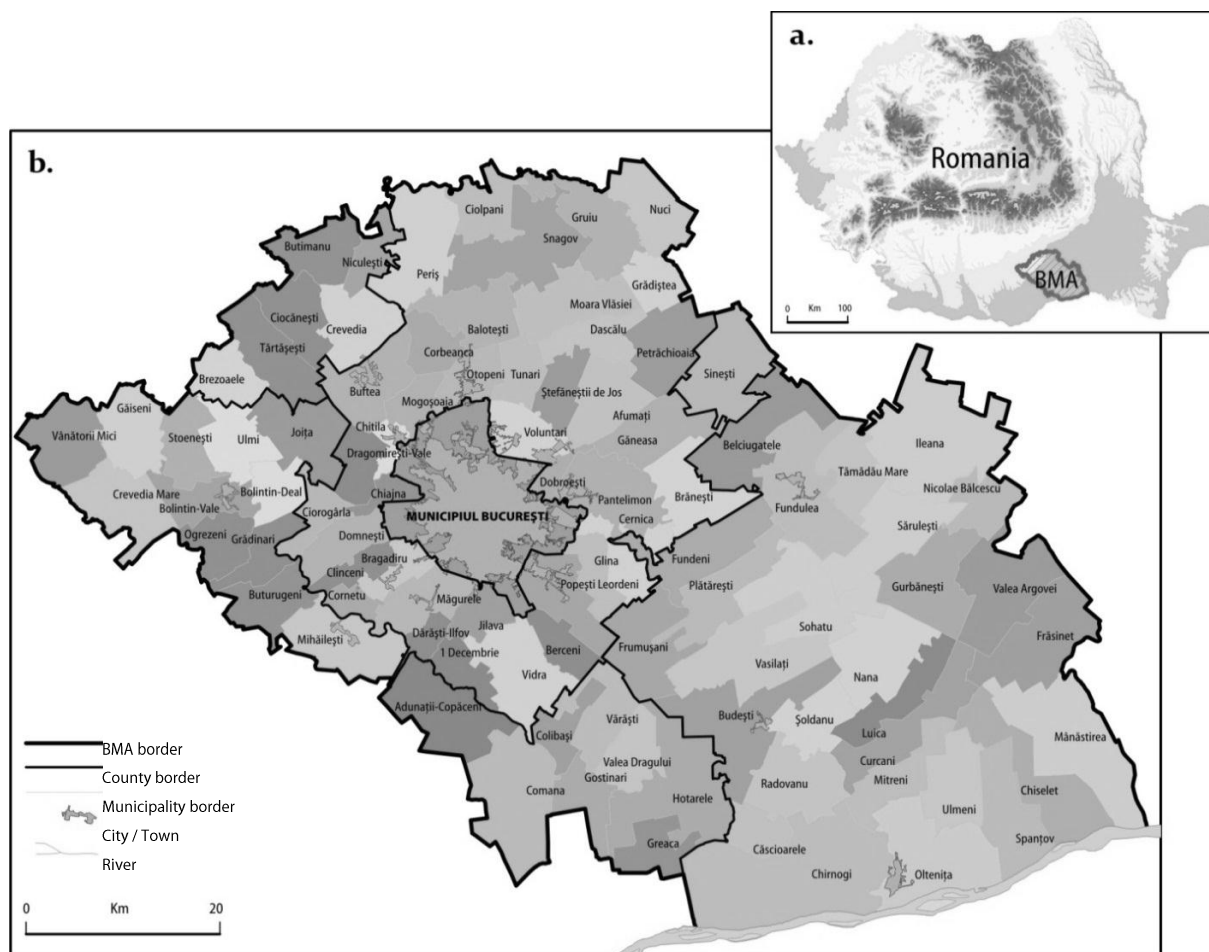 a.
Romania
BMA
0 Km 100
b.
Ciolpani
Nuci
Gruiu
Snagov
Butimanu
Niculești
Periș
Grădiștea
Moara Vlăsiei
Ciocănești
Crevedia
Balotești
Dascălu
Tărtășești
Corbeanca
Petrăchioaia
Brezoaele
Otopeni
Tunari
Sinești
Buftea
Ștefăneștii de Jos
Mogoșoaia
Găiseni
Afumați
Vânătorii Mici
Stoenești
Ulmi
Joița
Chitila
Voluntari
Găneasa
Belciugatele
Ileana
Dragomirești-Vale
Tămădău Mare
Dobroești
Crevedia Mare
Bolintin-Deal
Chiajna
Pantelimon
Brănești
Nicolae Bălcescu
Bolintin-Vale
Ciorogârla
MUNICIPIUL BUCUREȘTI
Cernica
Fundulea
Sărulești
Ogrezeni
Grădinari
Domnești
Bragadiru
Glina
Fundeni
Clinceni
Popești Leordeni
Plătărești
Gurbănești
Valea Argovei
Buturugeni
Cornetu
Măgurele
Mihăilești
Dărăști-Ilfov
Jilava
Sohatu
Frăsinet
1 Decembrie
Berceni
Frumușani
Vasilați
Vidra
Nana
Adunații-Copăceni
Vărăști
Budești
Șoldanu
Colibași
Luica
Mănăstirea
Valea Dragului
Curcani
Gostinari
Radovanu
Mitreni
Comana
Hotarele
Chiselet
Ulmeni
Greaca
Căscioarele
Spanțov
Chirnogi
Oltenița
BMA border
County border
Municipality border
City / Town
River
0 Km 20